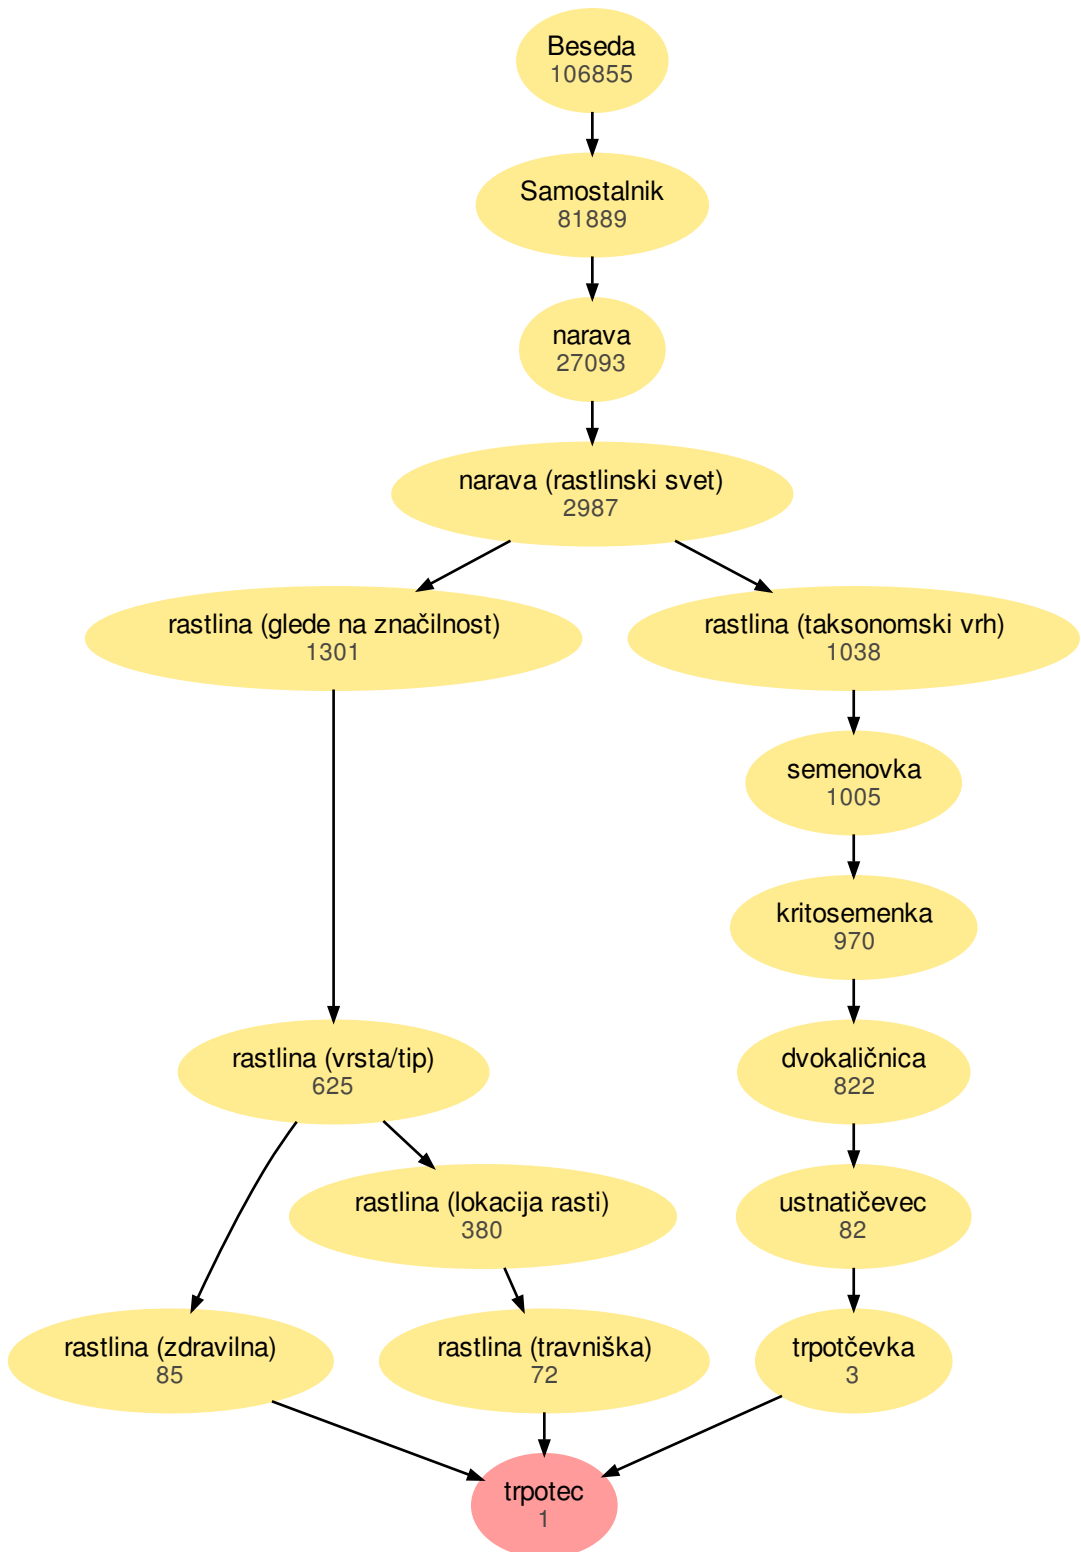 Beseda
106855
Samostalnik
81889
narava
27093
narava (rastlinski svet)
2987
rastlina (glede na značilnost)
1301
rastlina (taksonomski vrh)
1038
semenovka
1005
kritosemenka
970
rastlina (vrsta/tip)
625
dvokaličnica
822
rastlina (lokacija rasti)
380
ustnatičevec
82
rastlina (zdravilna)
85
rastlina (travniška)
72
trpotčevka
3
trpotec
1